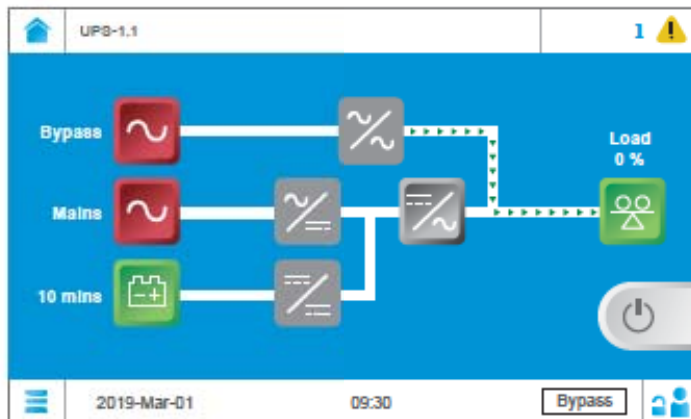 UPS-1.1
1
Bypass
Load
0 %
Mains
10 mins
2019-Mar-01
09:30
Bypass